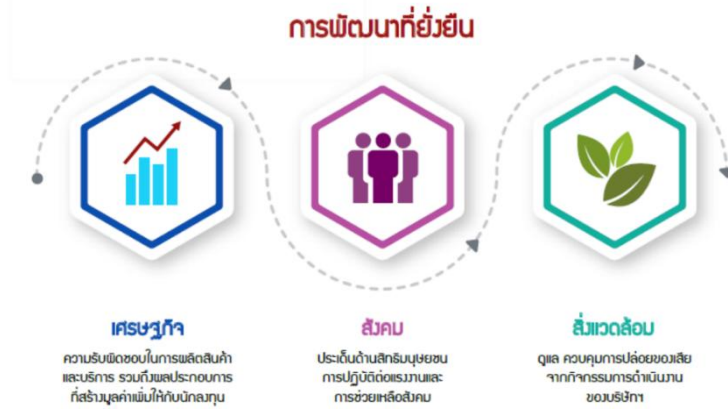 การพัฒนาที่ยั่งยืน
เศรษฐกิจ
ความรับผิดชอบในการผลิตสินค้า
และบริการ รวมถึงผลประกอบการ
ที่สร้างมูลค่าเพิ่มให้กับนักลงทุน
สังคม
ประเด็นด้านสิทธิมนุษยชน
การปฏิบัติต่อแรงงานและ
การช่วยเหลือสังคม
สิ่งแวดล้อม
ดูแล ควบคุมการปล่อยของเสีย
จากกิจกรรมการดำเนินงาน
ของบริษัทฯ